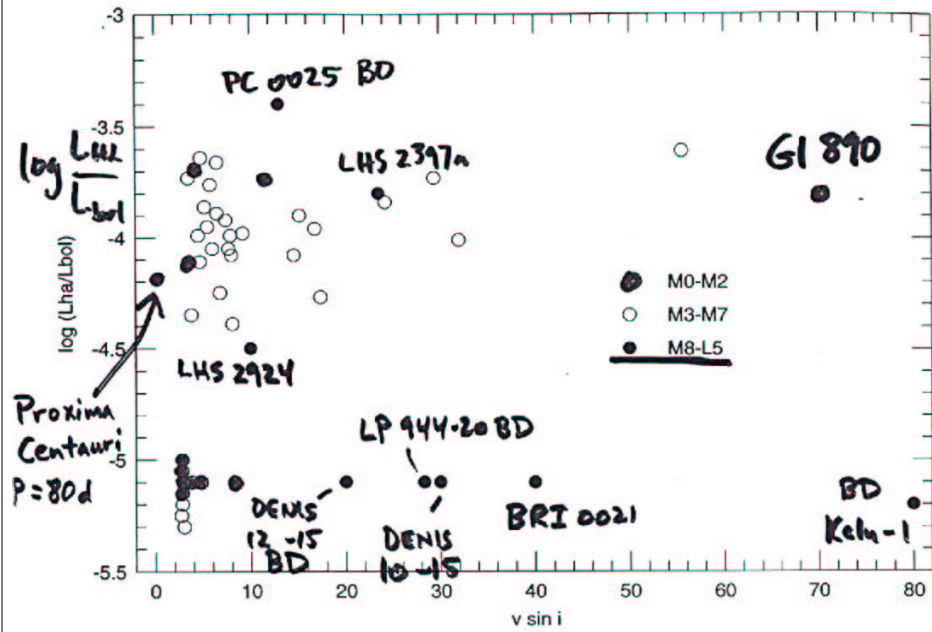 -3
PC 0025 BD
-3.5
log LHα
Lbol
LHS 2397a
Gl 890
-4
log (Lha/Lbol)
M0-M2
M3-M7
M8-L5
-4.5
LHS 2924
Proxima
Centauri
P = 80d
LP 944-20 BD
-5
DENIS
12 -15
BD
DENIS
10 -15
BRI 0021
BD
Kelu-1
-5.5
0 10 20 30 40 50 60 70 80
v sin i